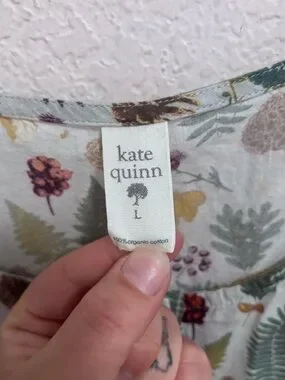 kate
quinn
L
100% organic cotton